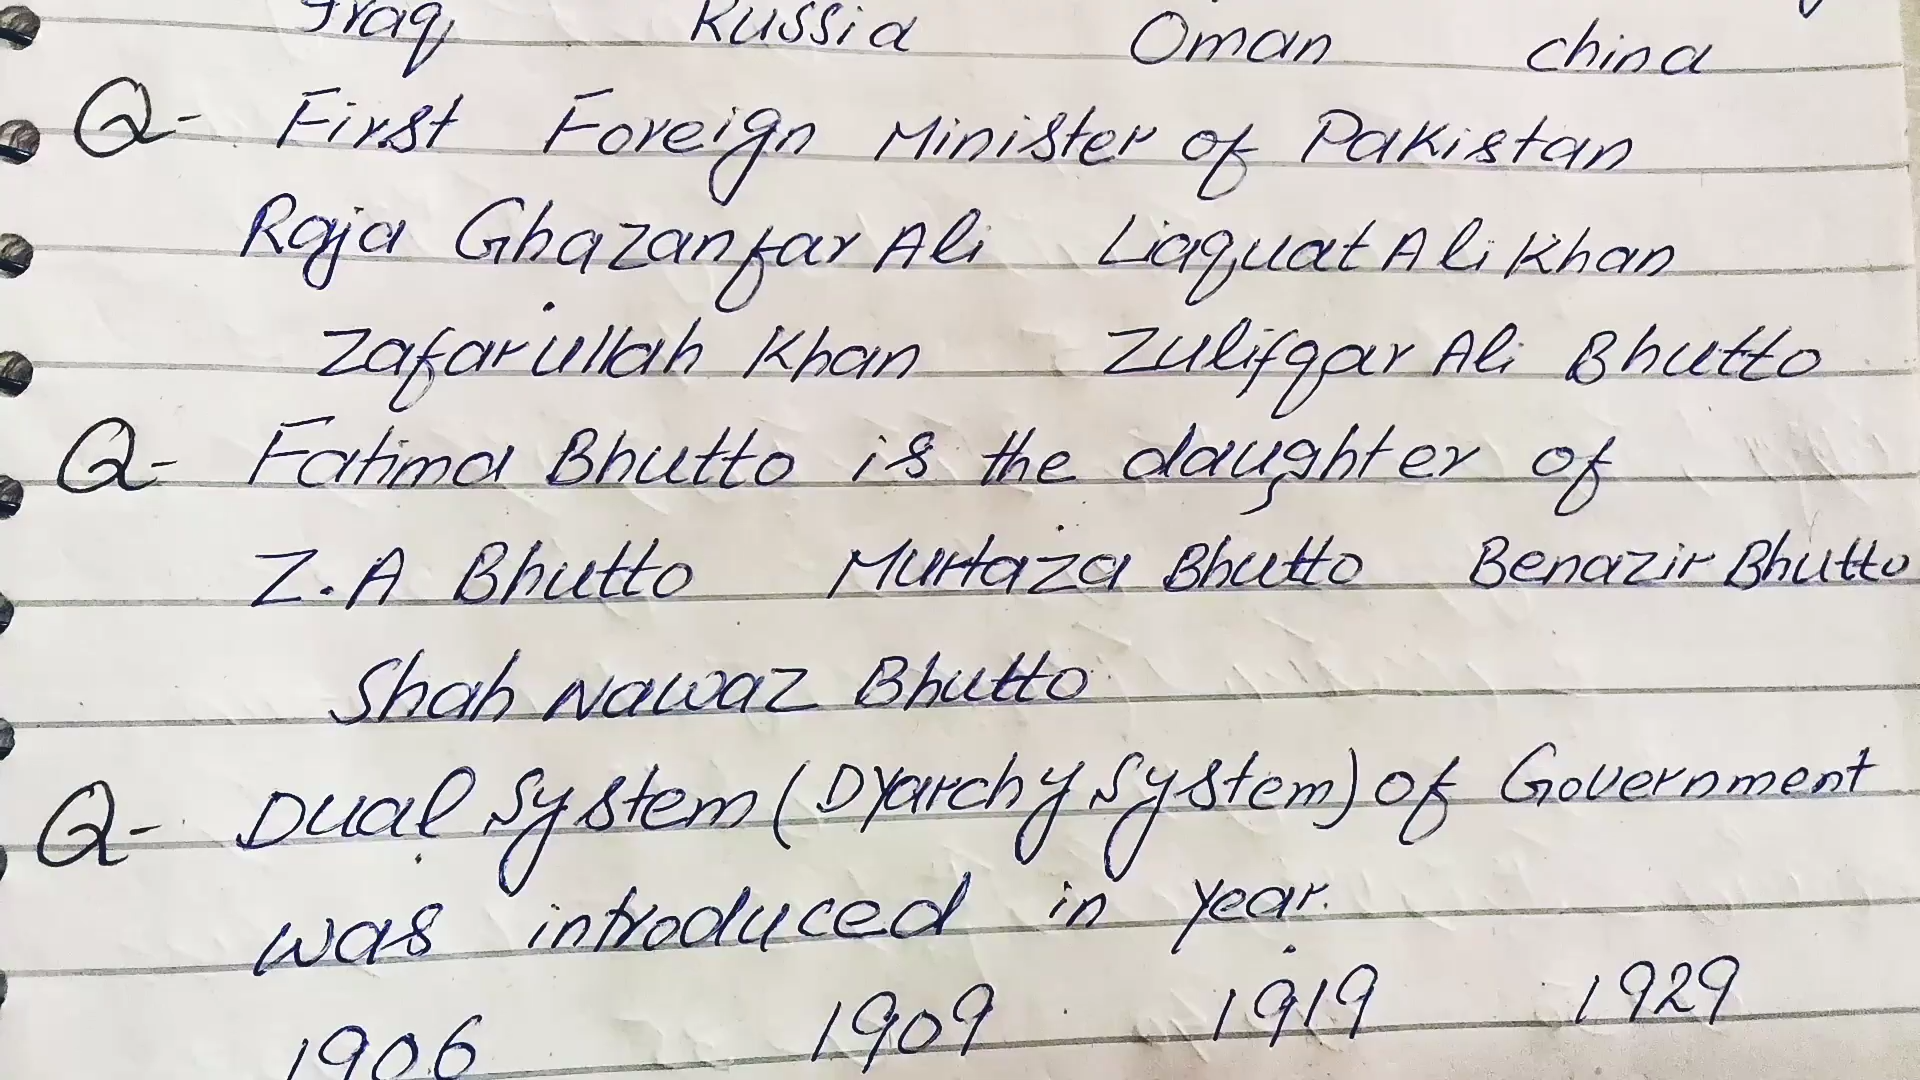 Iraq Russia Oman china
Q- First Foreign Minister of Pakistan
Raja Ghazanfar Ali Liaquat Ali Khan
Zafarullah Khan Zulifqar Ali Bhutto
Q- Fatima Bhutto is the daughter of
Z.A Bhutto Murtaza Bhutto Benazir Bhutto
Shah Nawaz Bhutto
Q- Dual System (Dyarchy System) of Government
was introduced in year.
1906 1909 1919 1929